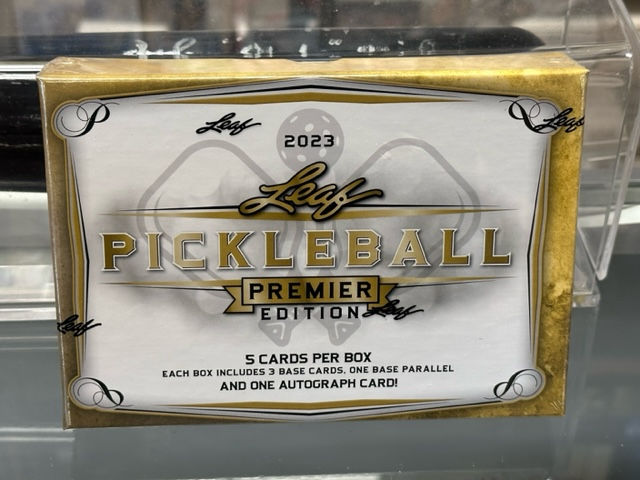 Leaf
2023
Leaf
PICKLEBALL
PREMIER
EDITION
5 CARDS PER BOX
EACH BOX INCLUDES 3 BASE CARDS, ONE BASE PARALLEL
AND ONE AUTOGRAPH CARD!
P
P
Leaf
Leaf
Leaf